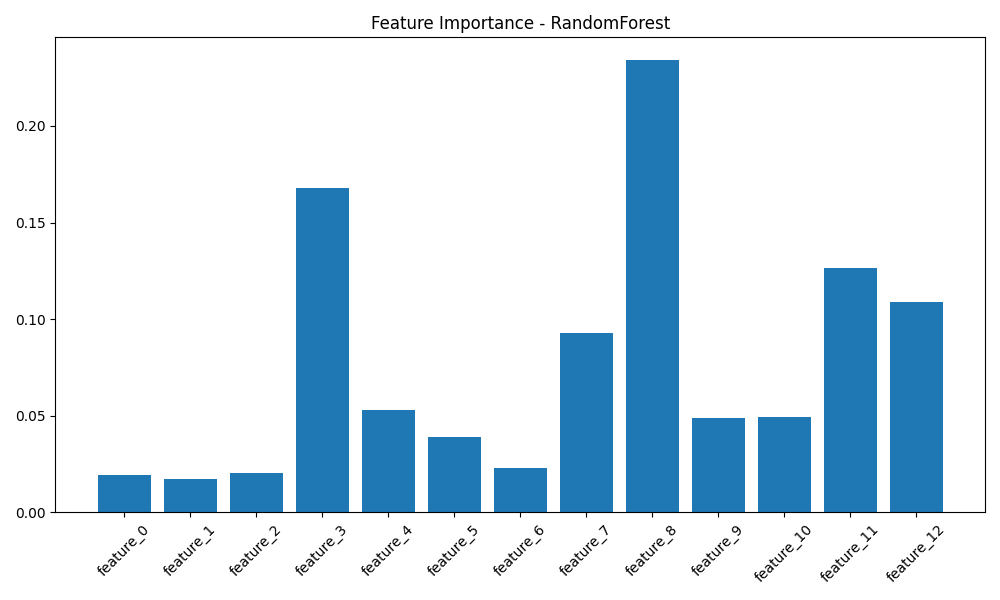 Feature Importance - RandomForest
0.20
0.15
0.10
0.05
0.00
feature_0
feature_1
feature_2
feature_3
feature_4
feature_5
feature_6
feature_7
feature_8
feature_9
feature_10
feature_11
feature_12